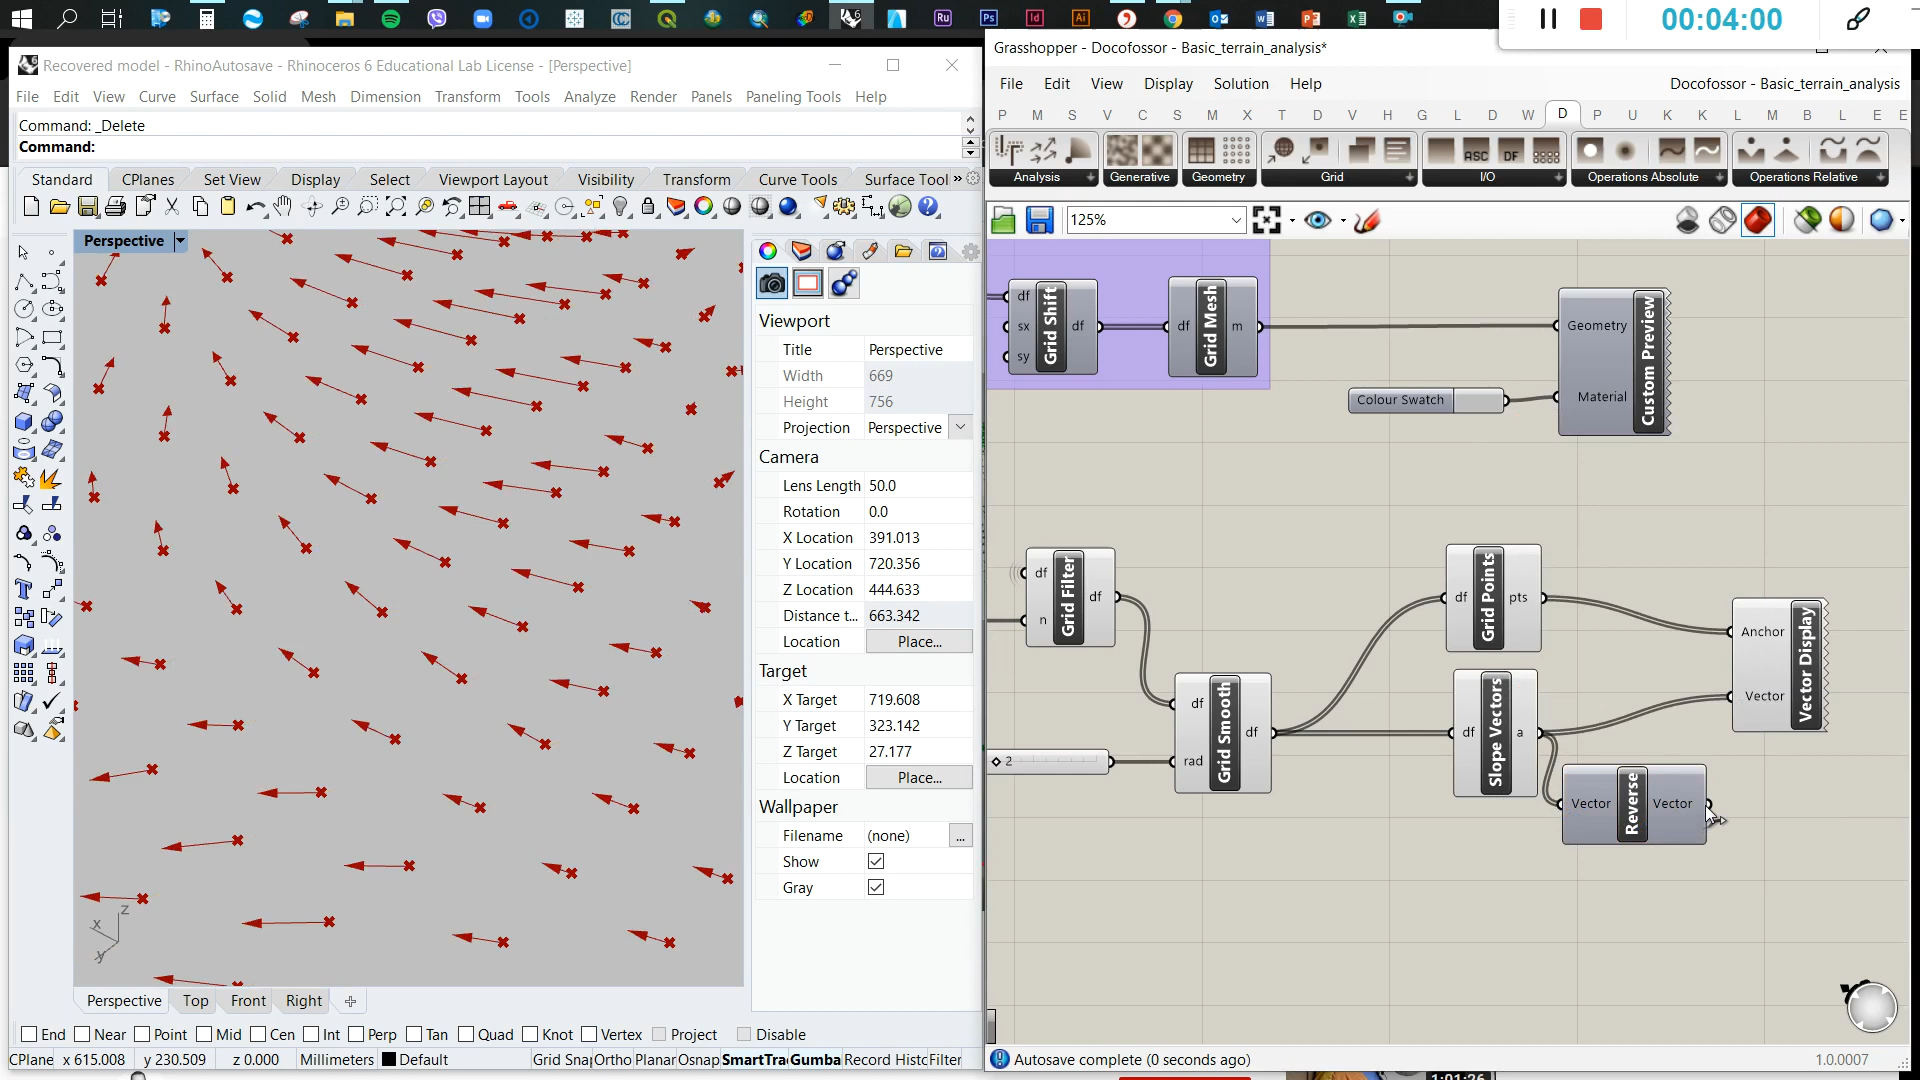 00:04:00
Recovered model - RhinoAutosave - Rhinoceros 6 Educational Lab License - [Perspective]
File Edit View Curve Surface Solid Mesh Dimension Transform Tools Analyze Render Panels Paneling Tools Help
Command: _Delete
Command:
Standard CPlanes Set View Display Select Viewport Layout Visibility Transform Curve Tools Surface Tool »
Perspective
Viewport
Title Perspective
Width 669
Height 756
Projection Perspective
Camera
Lens Length 50.0
Rotation 0.0
X Location 391.013
Y Location 720.356
Z Location 444.633
Distance t... 663.342
Location Place...
Target
X Target 719.608
Y Target 323.142
Z Target 27.177
Location Place...
Wallpaper
Filename (none) ...
Show
Gray
z
x
y
Perspective Top Front Right
End Near Point Mid Cen Int Perp Tan Quad Knot Vertex Project Disable
CPlane x 615.008 y 230.509 z 0.000 Millimeters Default Grid Sna Ortho Planar Osnap SmartTra Gumba Record Histo Filter
Grasshopper - Docofossor - Basic_terrain_analysis*
File Edit View Display Solution Help Docofossor - Basic_terrain_analysis
P M S V C S M X T D V H G L D W D P U K K L M B L E E
ASC DF
Analysis Generative Geometry Grid I/O Operations Absolute Operations Relative
125%
df sx sy Grid Shift df
df Grid Mesh m
Geometry Material Custom Preview
Colour Swatch
df n Grid Filter df
df Grid Points pts
Anchor Vector Vector Display
df rad Grid Smooth df
df Slope Vectors a
2
Vector Reverse Vector
Autosave complete (0 seconds ago) 1.0.0007
1:01:26